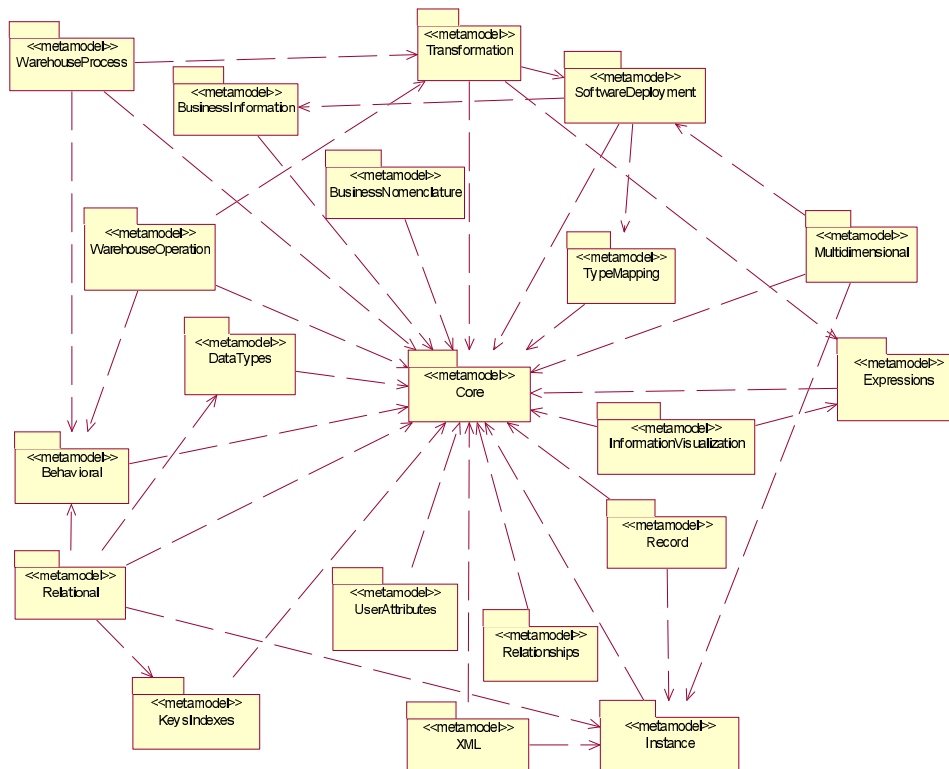 <<metamodel>>
WarehouseProcess
<<metamodel>>
Transformation
<<metamodel>>
SoftwareDeployment
<<metamodel>>
BusinessInformation
<<metamodel>>
BusinessNomenclature
<<metamodel>>
WarehouseOperation
<<metamodel>>
Multidimensional
<<metamodel>>
TypeMapping
<<metamodel>>
DataTypes
<<metamodel>>
Core
<<metamodel>>
Expressions
<<metamodel>>
InformationVisualization
<<metamodel>>
Behavioral
<<metamodel>>
Record
<<metamodel>>
Relational
<<metamodel>>
UserAttributes
<<metamodel>>
Relationships
<<metamodel>>
KeysIndexes
<<metamodel>>
XML
<<metamodel>>
Instance